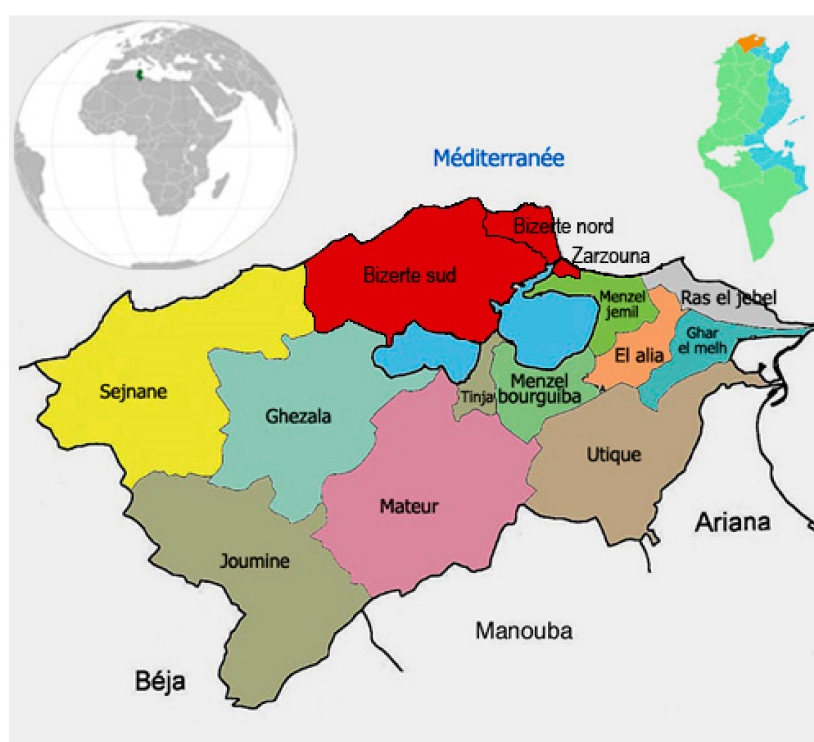 Méditerranée
Bizerte nord
Zarzouna
Bizerte sud
Ras el jebel
Menzel
jemil
Ghar
el melh
El alia
Sejnane
Menzel
bourguiba
Tinja
Ghezala
Utique
Mateur
Ariana
Joumine
Manouba
Béja